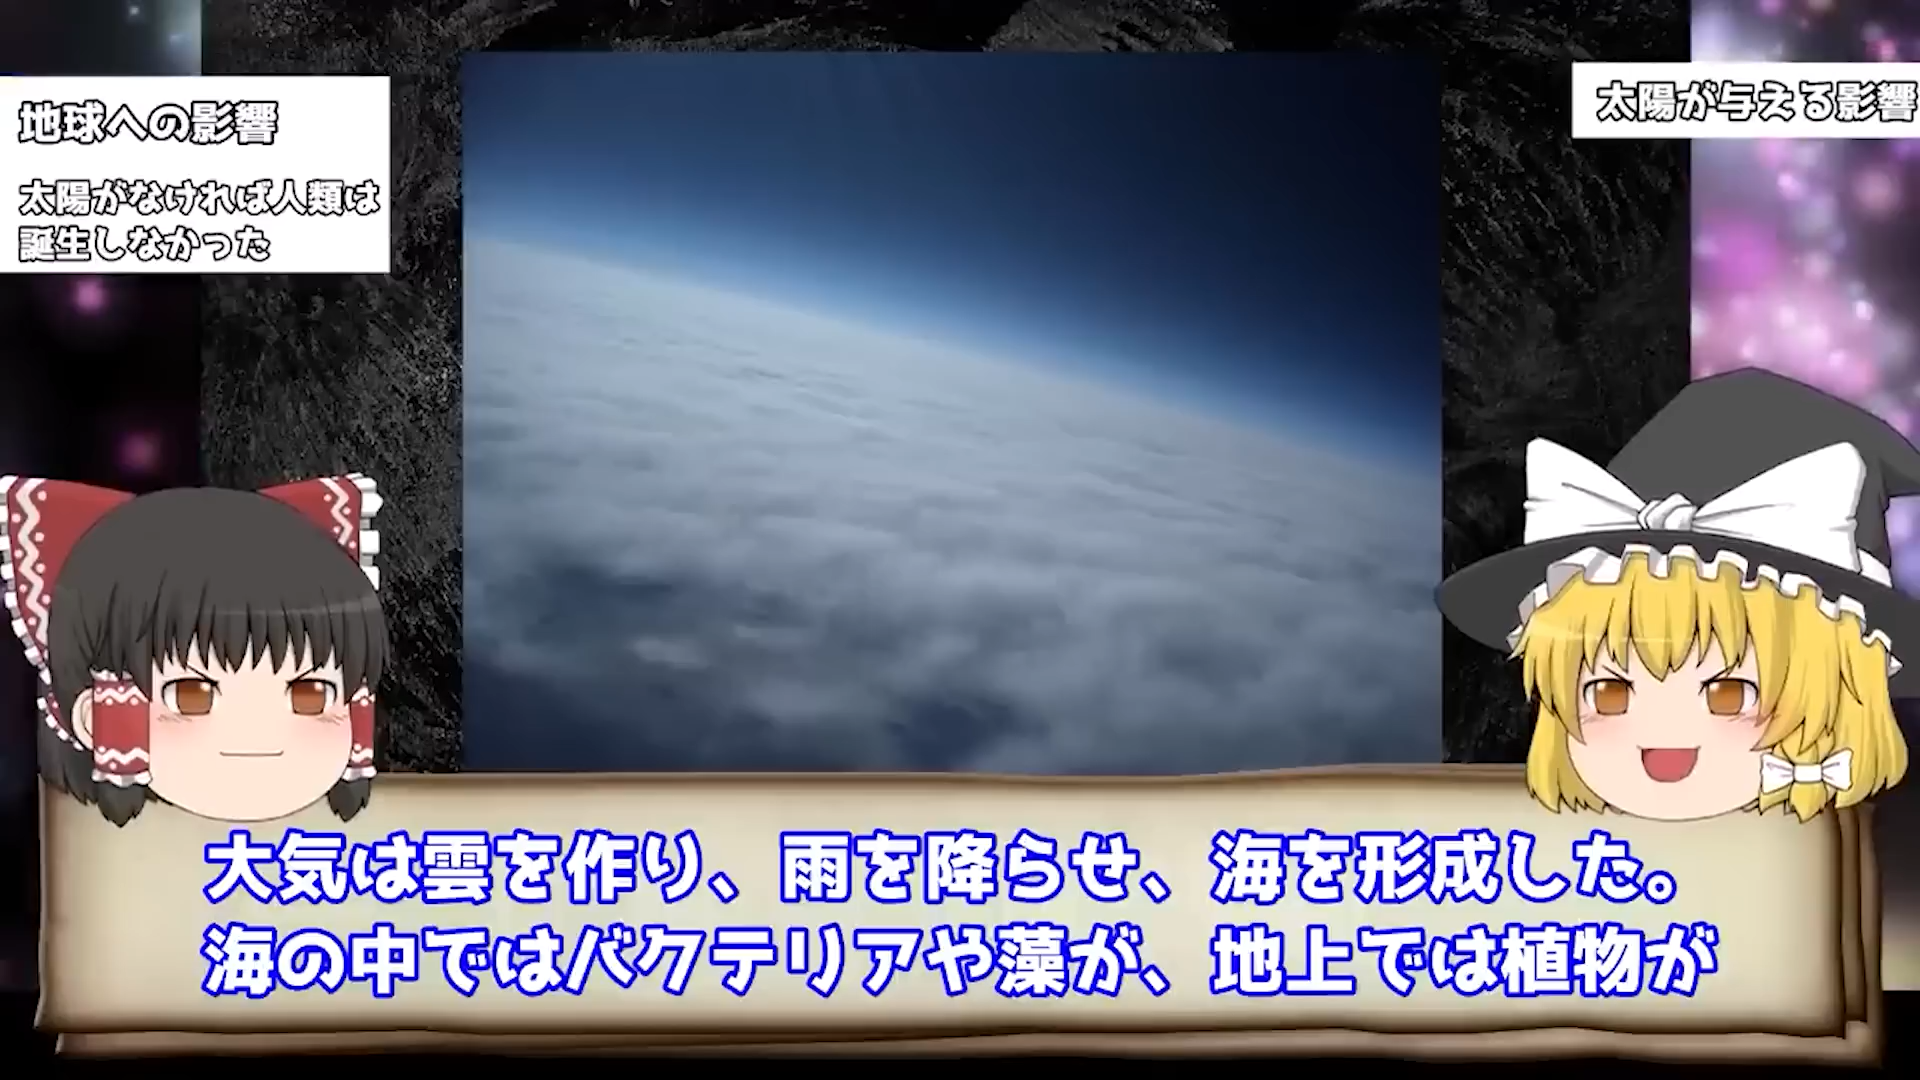 地球への影響
太陽がなければ人類は
誕生しなかった
太陽が与える影響
大気は雲を作り、雨を降らせ、海を形成した。
海の中ではバクテリアや藻が、地上では植物が